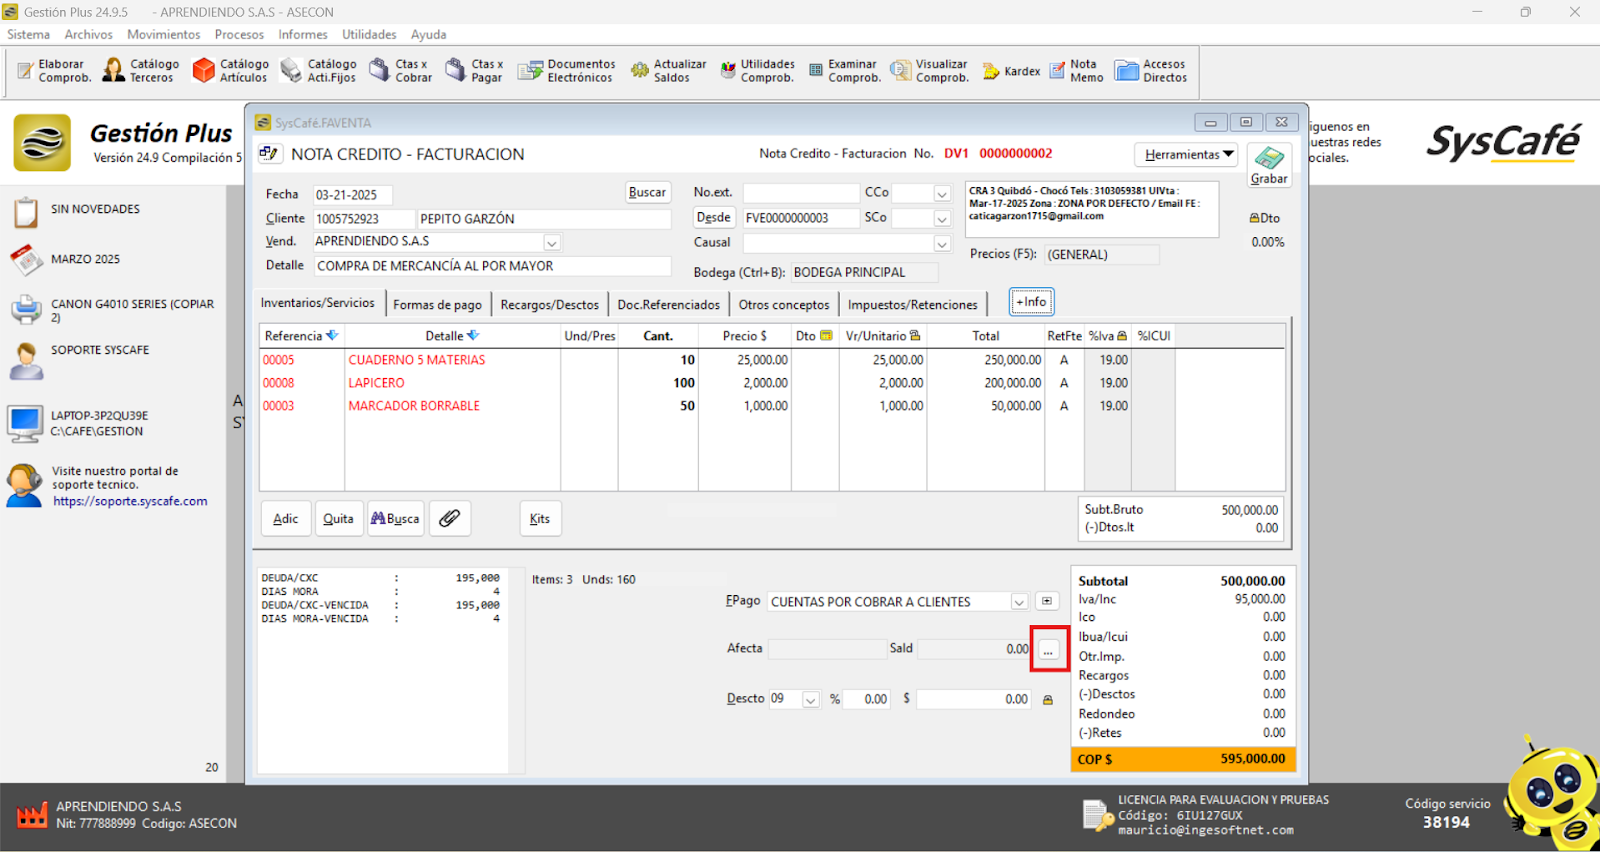 Gestión Plus 24.9.5 - APRENDIENDO S.A.S - ASECON
Sistema Archivos Movimientos Procesos Informes Utilidades Ayuda
Elaborar Comprob.
Catálogo Terceros
Catálogo Artículos
Catálogo Acti.Fijos
Ctas x Cobrar
Ctas x Pagar
Documentos Electrónicos
Actualizar Saldos
Utilidades Comprob.
Examinar Comprob.
Visualizar Comprob.
Kardex
Nota Memo
Accesos Directos
Gestión Plus
Versión 24.9 Compilación 5
iguenos en
uestras redes
ociales.
SysCafé
SIN NOVEDADES
MARZO 2025
CANON G4010 SERIES (COPIAR 2)
SOPORTE SYSCAFE
LAPTOP-3P2QU39E
C:\CAFE\GESTION
Visite nuestro portal de
soporte tecnico.
https://soporte.syscafe.com
20
A
S
SysCafé.FAVENTA
NOTA CREDITO - FACTURACION
Nota Credito - Facturacion No. DV1 0000000002
Herramientas
Grabar
Fecha 03-21-2025 Buscar
Cliente 1005752923 PEPITO GARZÓN
Vend. APRENDIENDO S.A.S
Detalle COMPRA DE MERCANCÍA AL POR MAYOR
No.ext. CCo
Desde FVE0000000003 SCo
Causal
Bodega (Ctrl+B): BODEGA PRINCIPAL
CRA 3 Quibdó - Chocó Tels : 3103059381 UlVta :
Mar-17-2025 Zona : ZONA POR DEFECTO / Email FE :
caticagarzon1715@gmail.com
Precios (F5): (GENERAL)
Dto
0.00%
Inventarios/Servicios Formas de pago Recargos/Desctos Doc.Referenciados Otros conceptos Impuestos/Retenciones +Info
Referencia Detalle Und/Pres Cant. Precio $ Dto Vr/Unitario Total RetFte %Iva %ICUI
00005 CUADERNO 5 MATERIAS 10 25,000.00 25,000.00 250,000.00 A 19.00
00008 LAPICERO 100 2,000.00 2,000.00 200,000.00 A 19.00
00003 MARCADOR BORRABLE 50 1,000.00 1,000.00 50,000.00 A 19.00
Adic Quita Busca Kits
Subt.Bruto 500,000.00
(-)Dtos.It 0.00
DEUDA/CXC : 195,000
DIAS MORA : 4
DEUDA/CXC-VENCIDA : 195,000
DIAS MORA-VENCIDA : 4
Items: 3 Unds: 160
FPago CUENTAS POR COBRAR A CLIENTES
Afecta Sald 0.00 ...
Descto 09 % 0.00 $ 0.00
Subtotal 500,000.00
Iva/Inc 95,000.00
Ico 0.00
Ibua/Icui 0.00
Otr.Imp. 0.00
Recargos 0.00
(-)Desctos 0.00
Redondeo 0.00
(-)Retes 0.00
COP $ 595,000.00
APRENDIENDO S.A.S
Nit: 777888999 Codigo: ASECON
LICENCIA PARA EVALUACION Y PRUEBAS
Código: 6IU127GUX
mauricio@ingesoftnet.com
Código servicio
38194